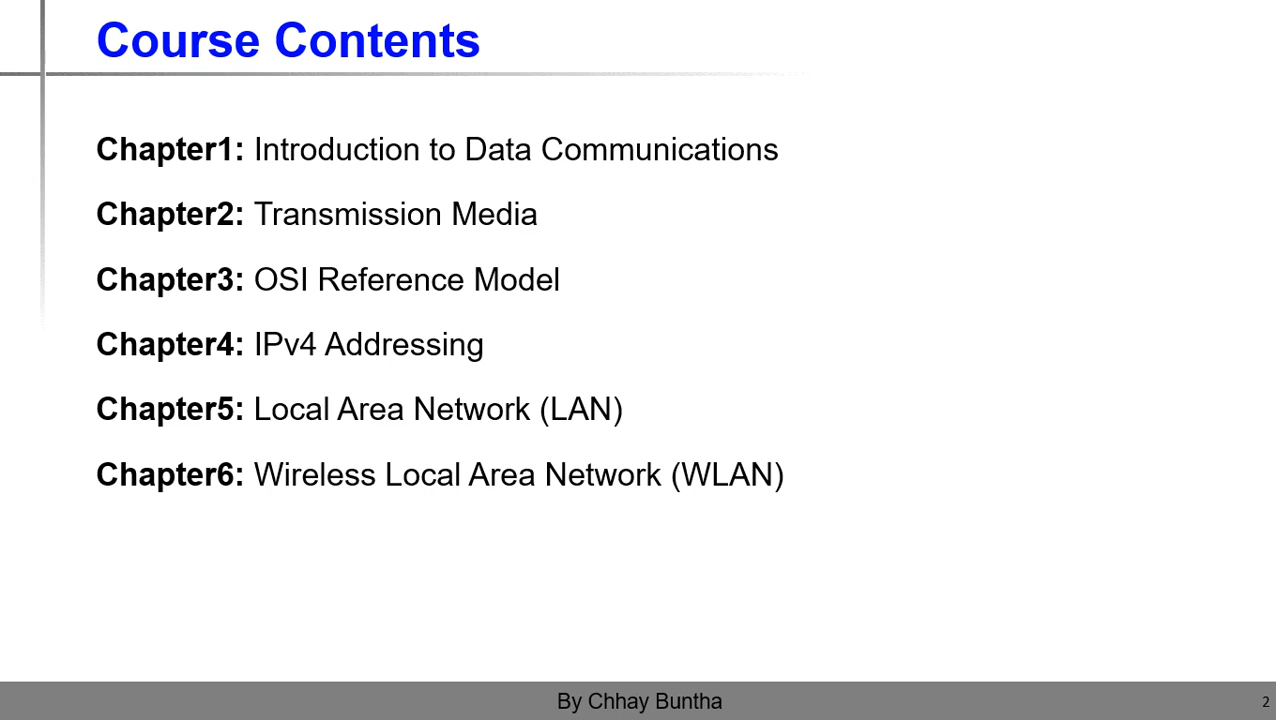 Course Contents
Chapter1: Introduction to Data Communications
Chapter2: Transmission Media
Chapter3: OSI Reference Model
Chapter4: IPv4 Addressing
Chapter5: Local Area Network (LAN)
Chapter6: Wireless Local Area Network (WLAN)
By Chhay Buntha
2